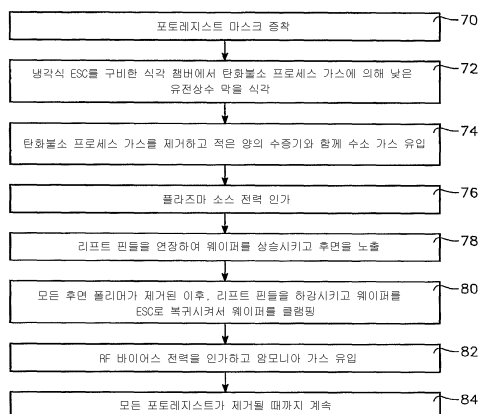 포토레지스트 마스크 증착
70
냉각식 ESC를 구비한 식각 챔버에서 탄화불소 프로세스 가스에 의해 낮은
유전상수 막을 식각
72
탄화불소 프로세스 가스를 제거하고 적은 양의 수증기와 함께 수소 가스 유입
74
플라즈마 소스 전력 인가
76
리프트 핀들을 연장하여 웨이퍼를 상승시키고 후면을 노출
78
모든 후면 폴리머가 제거된 이후, 리프트 핀들을 하강시키고 웨이퍼를
ESC로 복귀시켜서 웨이퍼를 클램핑
80
RF 바이어스 전력을 인가하고 암모니아 가스 유입
82
모든 포토레지스트가 제거될 때까지 계속
84